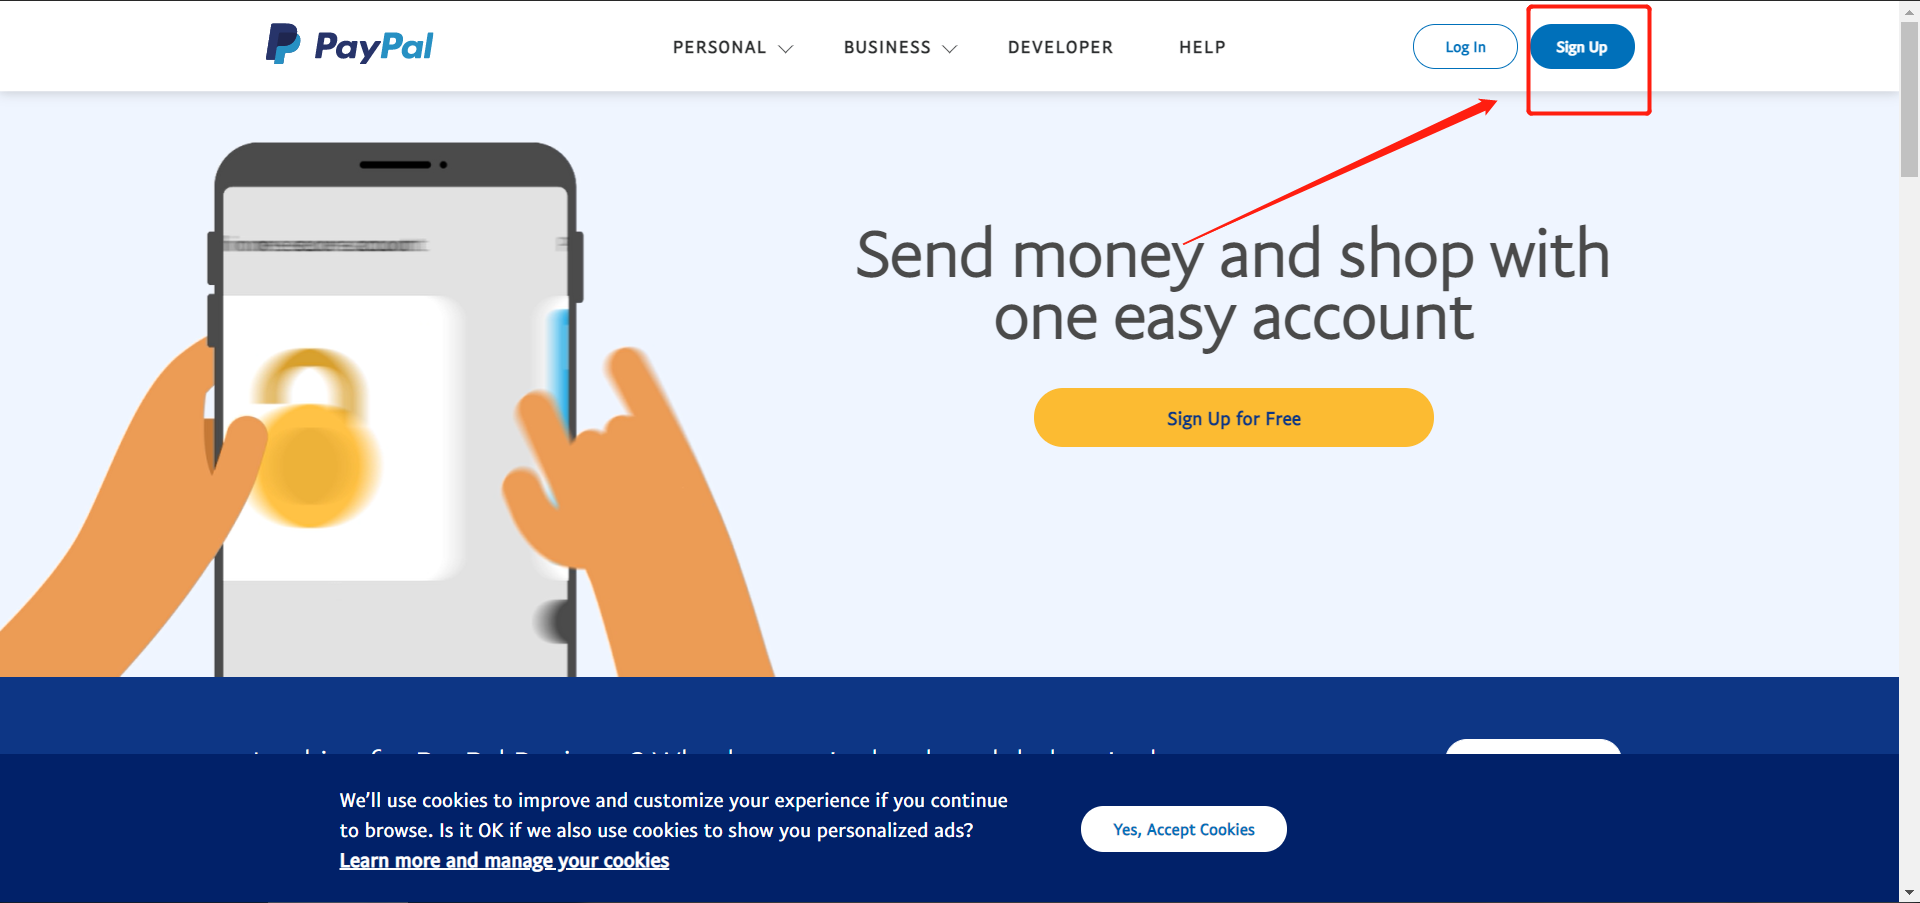 PayPal
PERSONAL
BUSINESS
DEVELOPER
HELP
Log In
Sign Up
Send money and shop with
one easy account
Sign Up for Free
We'll use cookies to improve and customize your experience if you continue
to browse. Is it OK if we also use cookies to show you personalized ads?
Learn more and manage your cookies
Yes, Accept Cookies